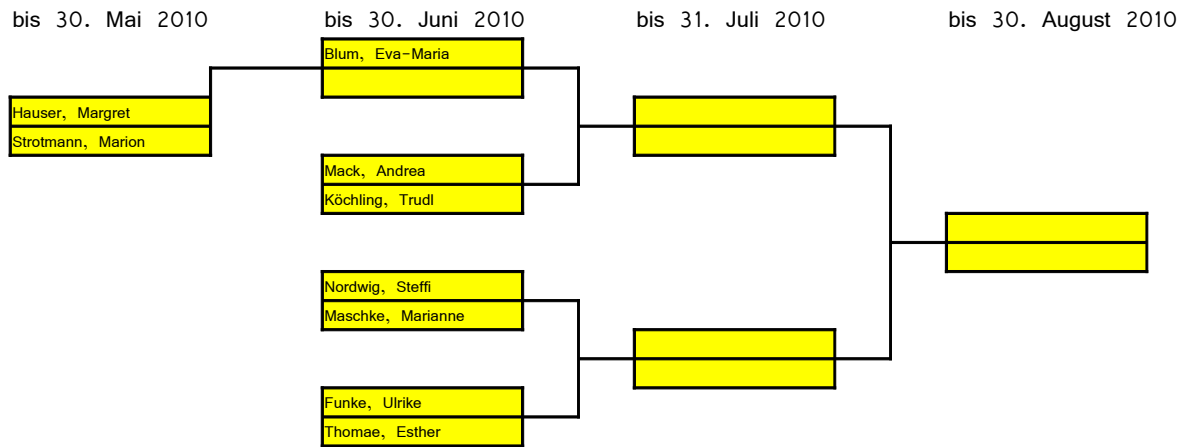 bis 30. Mai 2010
bis 30. Juni 2010
bis 31. Juli 2010
bis 30. August 2010
Blum, Eva-Maria
Hauser, Margret
Strotmann, Marion
Mack, Andrea
Köchling, Trudl
Nordwig, Steffi
Maschke, Marianne
Funke, Ulrike
Thomae, Esther